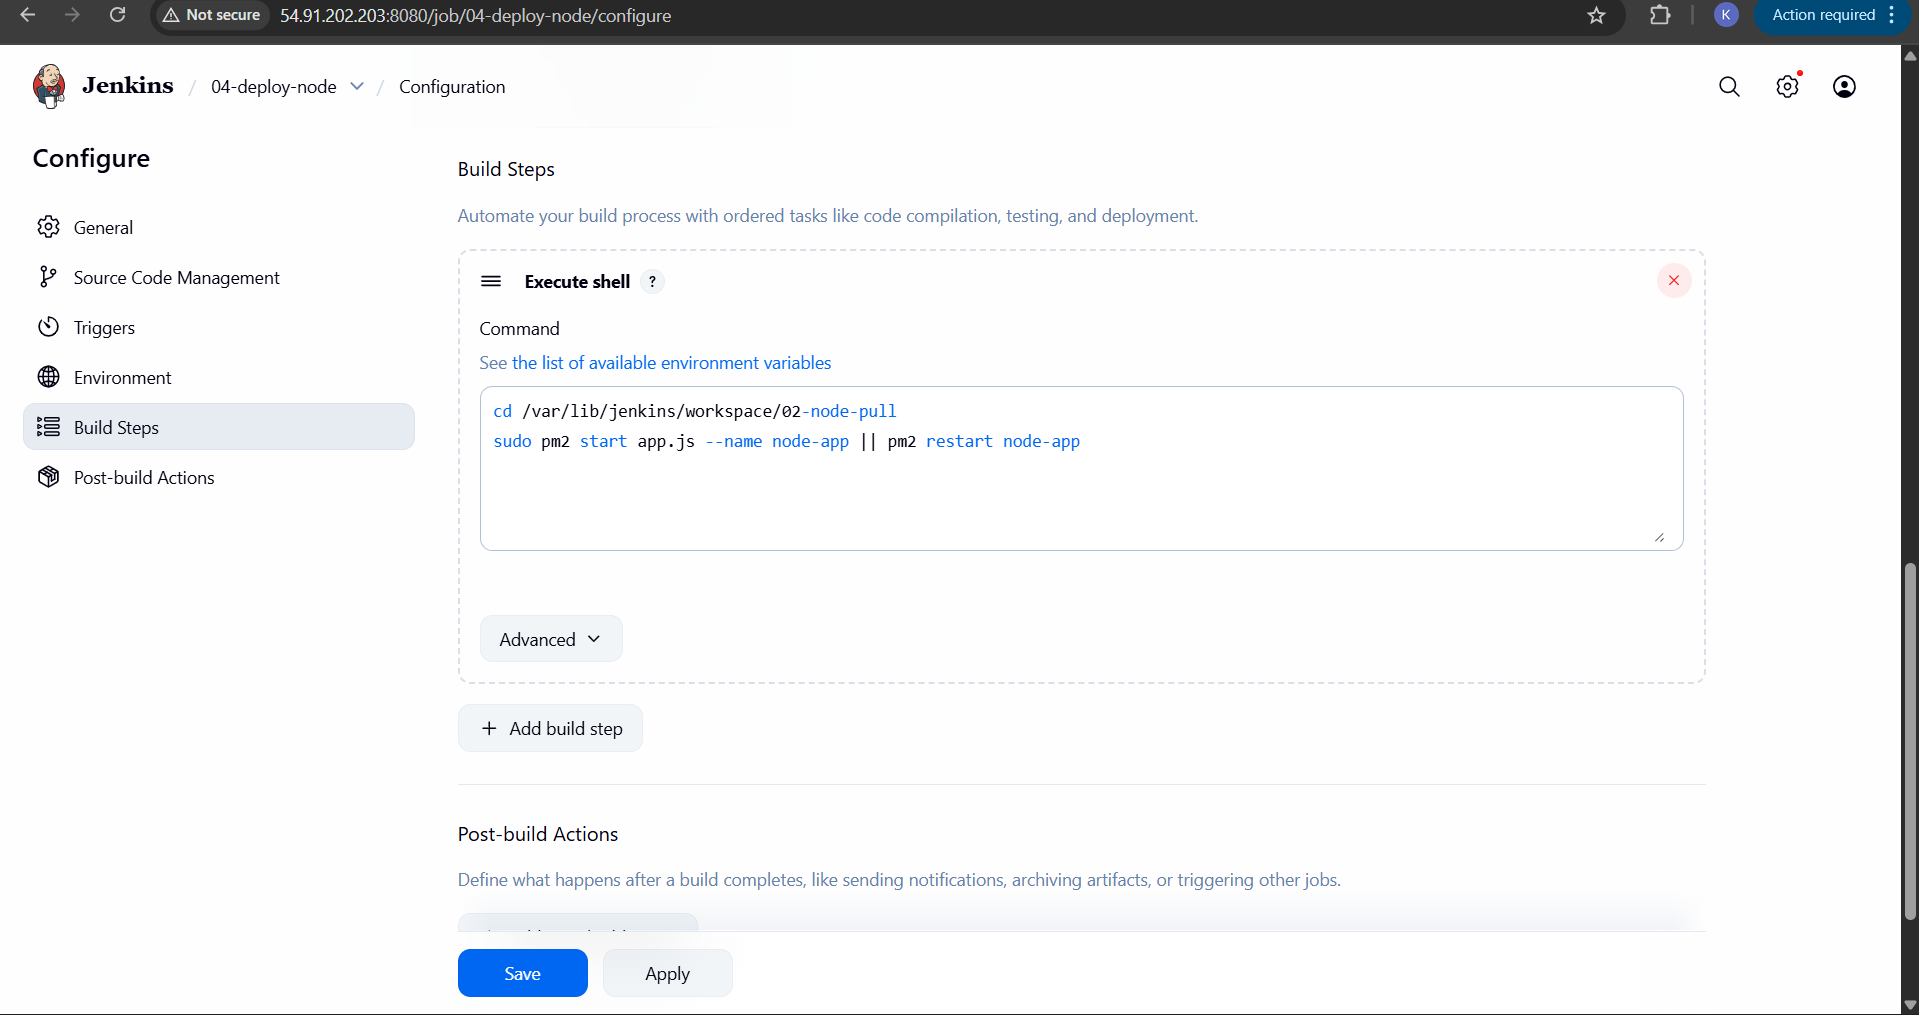 Not secure 54.91.202.203:8080/job/04-deploy-node/configure K Action required
Jenkins / 04-deploy-node / Configuration
Configure
General
Source Code Management
Triggers
Environment
Build Steps
Post-build Actions
Build Steps
Automate your build process with ordered tasks like code compilation, testing, and deployment.
Execute shell ?
Command
See the list of available environment variables
cd /var/lib/jenkins/workspace/02-node-pull
sudo pm2 start app.js --name node-app || pm2 restart node-app
Advanced
+ Add build step
Post-build Actions
Define what happens after a build completes, like sending notifications, archiving artifacts, or triggering other jobs.
Save Apply